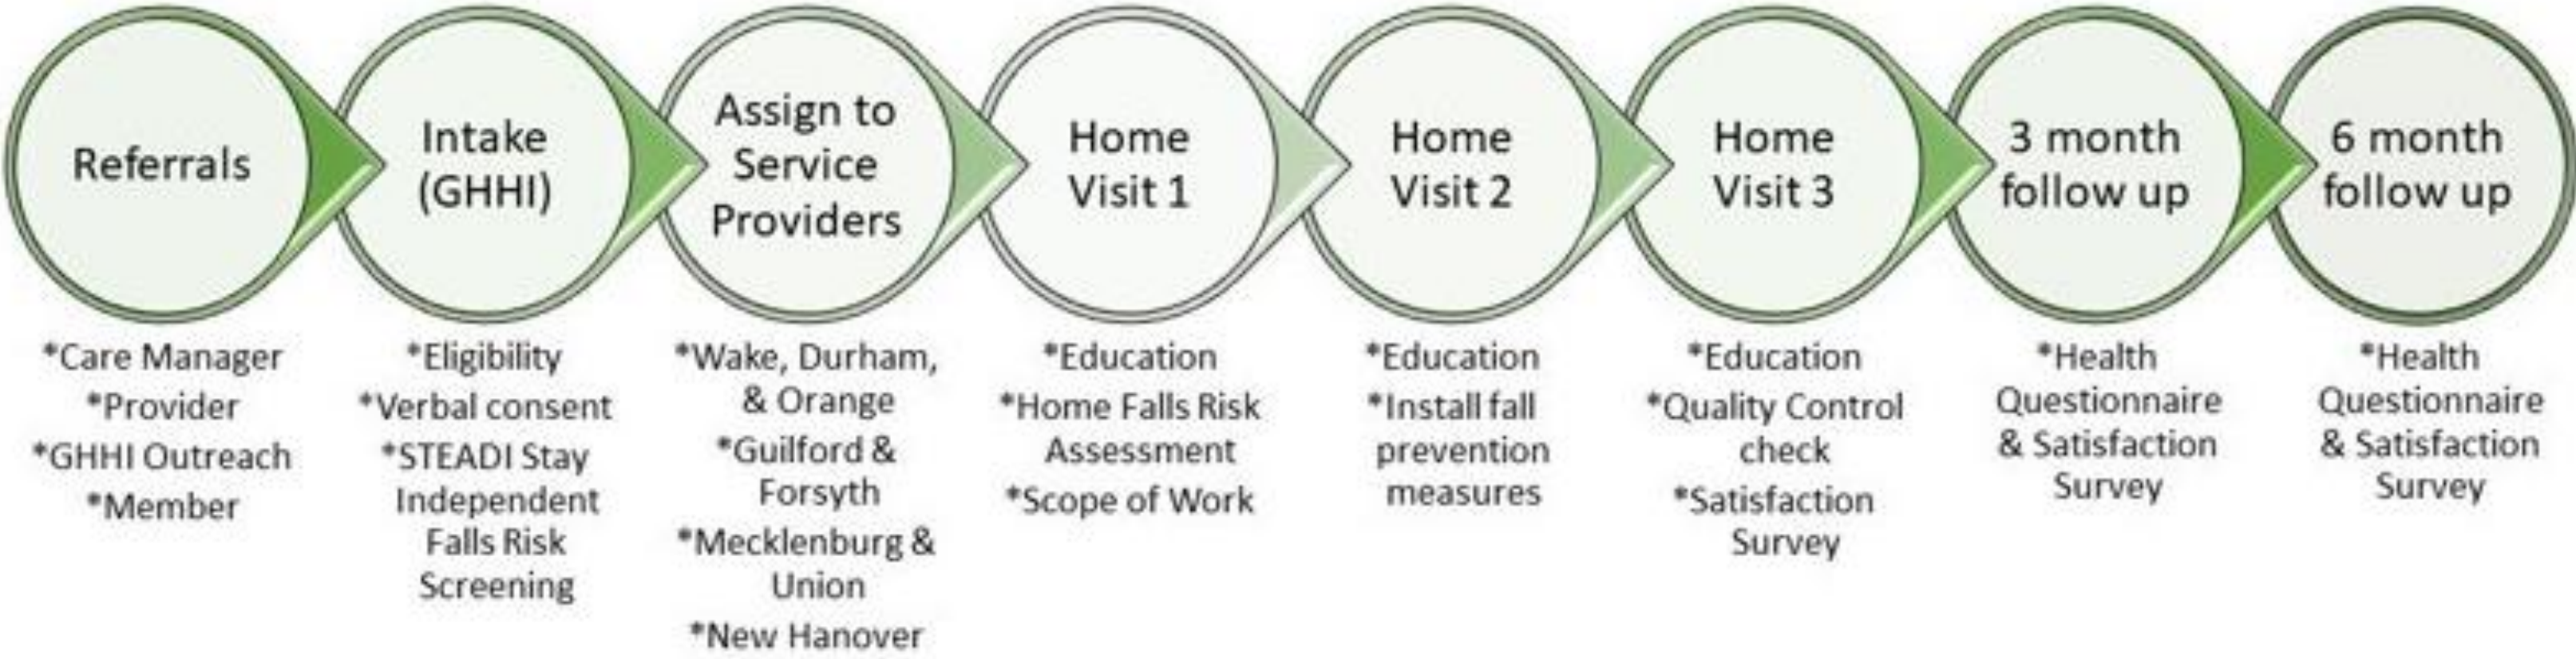 Referrals
Intake
(GHHI)
Assign to
Service
Providers
Home
Visit 1
Home
Visit 2
Home
Visit 3
3 month
follow up
6 month
follow up
*Care Manager
*Provider
*GHHI Outreach
*Member
*Eligibility
*Verbal consent
*STEADI Stay
Independent
Falls Risk
Screening
*Wake, Durham,
& Orange
*Guilford &
Forsyth
*Mecklenburg &
Union
*New Hanover
*Education
*Home Falls Risk
Assessment
*Scope of Work
*Education
*Install fall
prevention
measures
*Education
*Quality Control
check
*Satisfaction
Survey
*Health
Questionnaire
& Satisfaction
Survey
*Health
Questionnaire
& Satisfaction
Survey